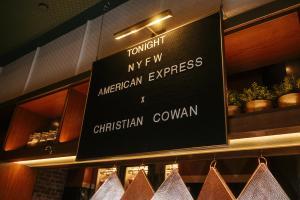 TONIGHT
NYFW
AMERICAN EXPRESS
x
CHRISTIAN COWAN